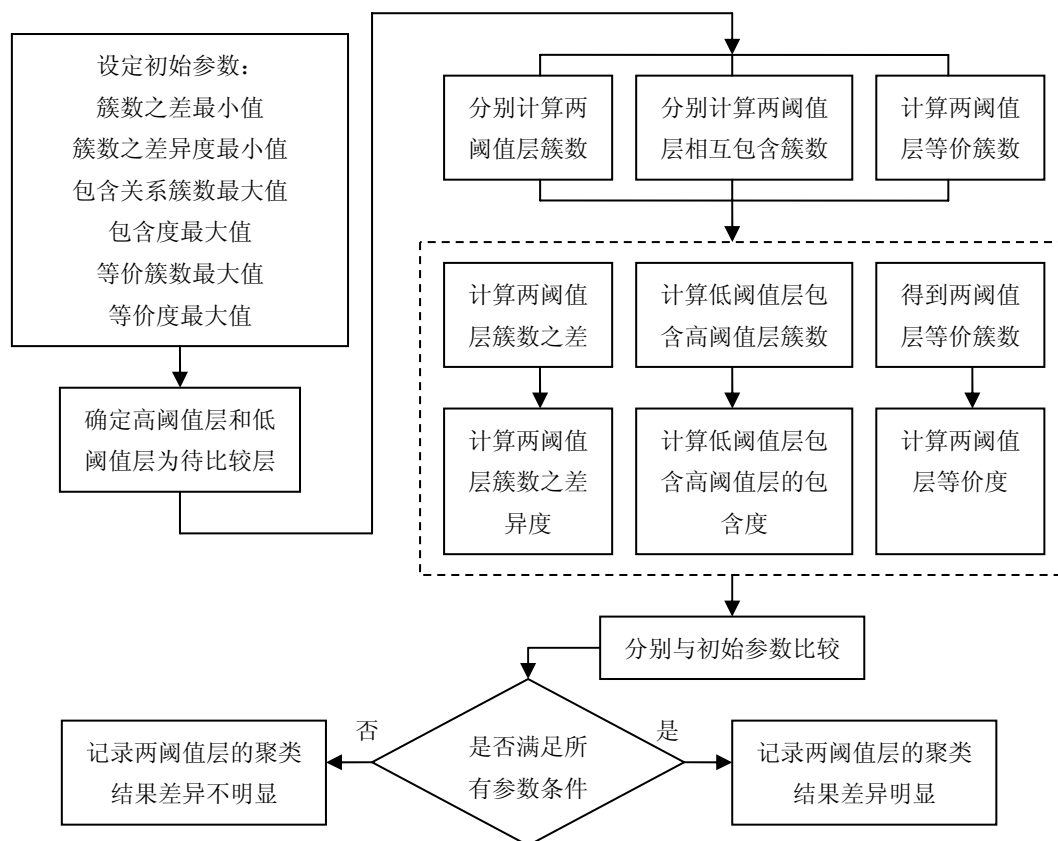 设定初始参数：
簇数之差最小值
簇数之差异度最小值
包含关系簇数最大值
包含度最大值
等价簇数最大值
等价度最大值
确定高阈值层和低
阈值层为待比较层
分别计算两
阈值层簇数
分别计算两阈值
层相互包含簇数
计算两阈值
层等价簇数
计算两阈值
层簇数之差
计算低阈值层包
含高阈值层簇数
得到两阈值
层等价簇数
计算两阈值
层簇数之差
异度
计算低阈值层包
含高阈值层的包
含度
计算两阈值
层等价度
分别与初始参数比较
是否满足所
有参数条件
否
是
记录两阈值层的聚类
结果差异不明显
记录两阈值层的聚类
结果差异明显